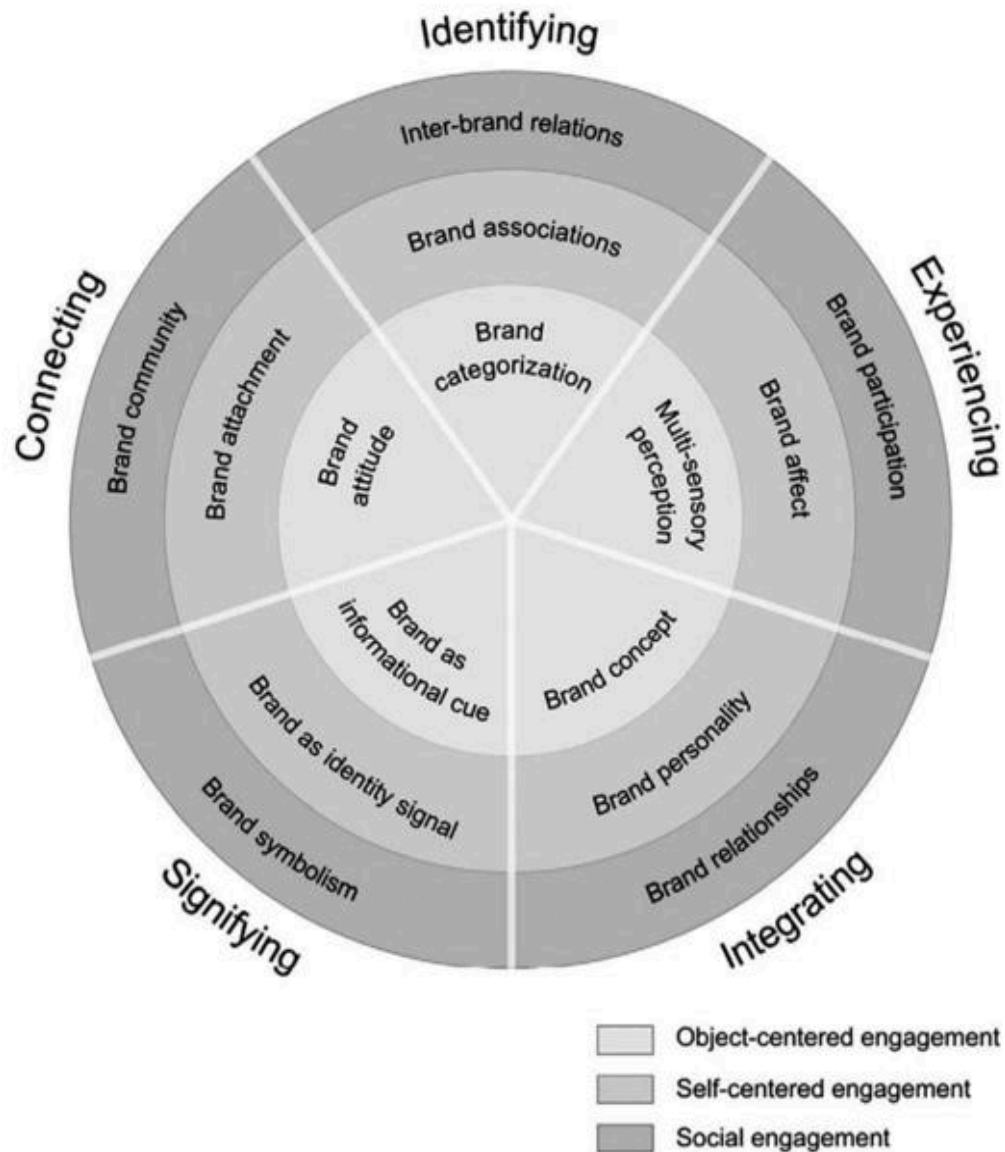 Identifying
Inter-brand relations
Brand associations
Brand
categorization
Experiencing
Brand participation
Brand affect
Multi-sensory
perception
Integrating
Brand relationships
Brand personality
Brand concept
Signifying
Brand symbolism
Brand as identity signal
Brand as
informational cue
Connecting
Brand community
Brand attachment
Brand
attitude
Object-centered engagement
Self-centered engagement
Social engagement